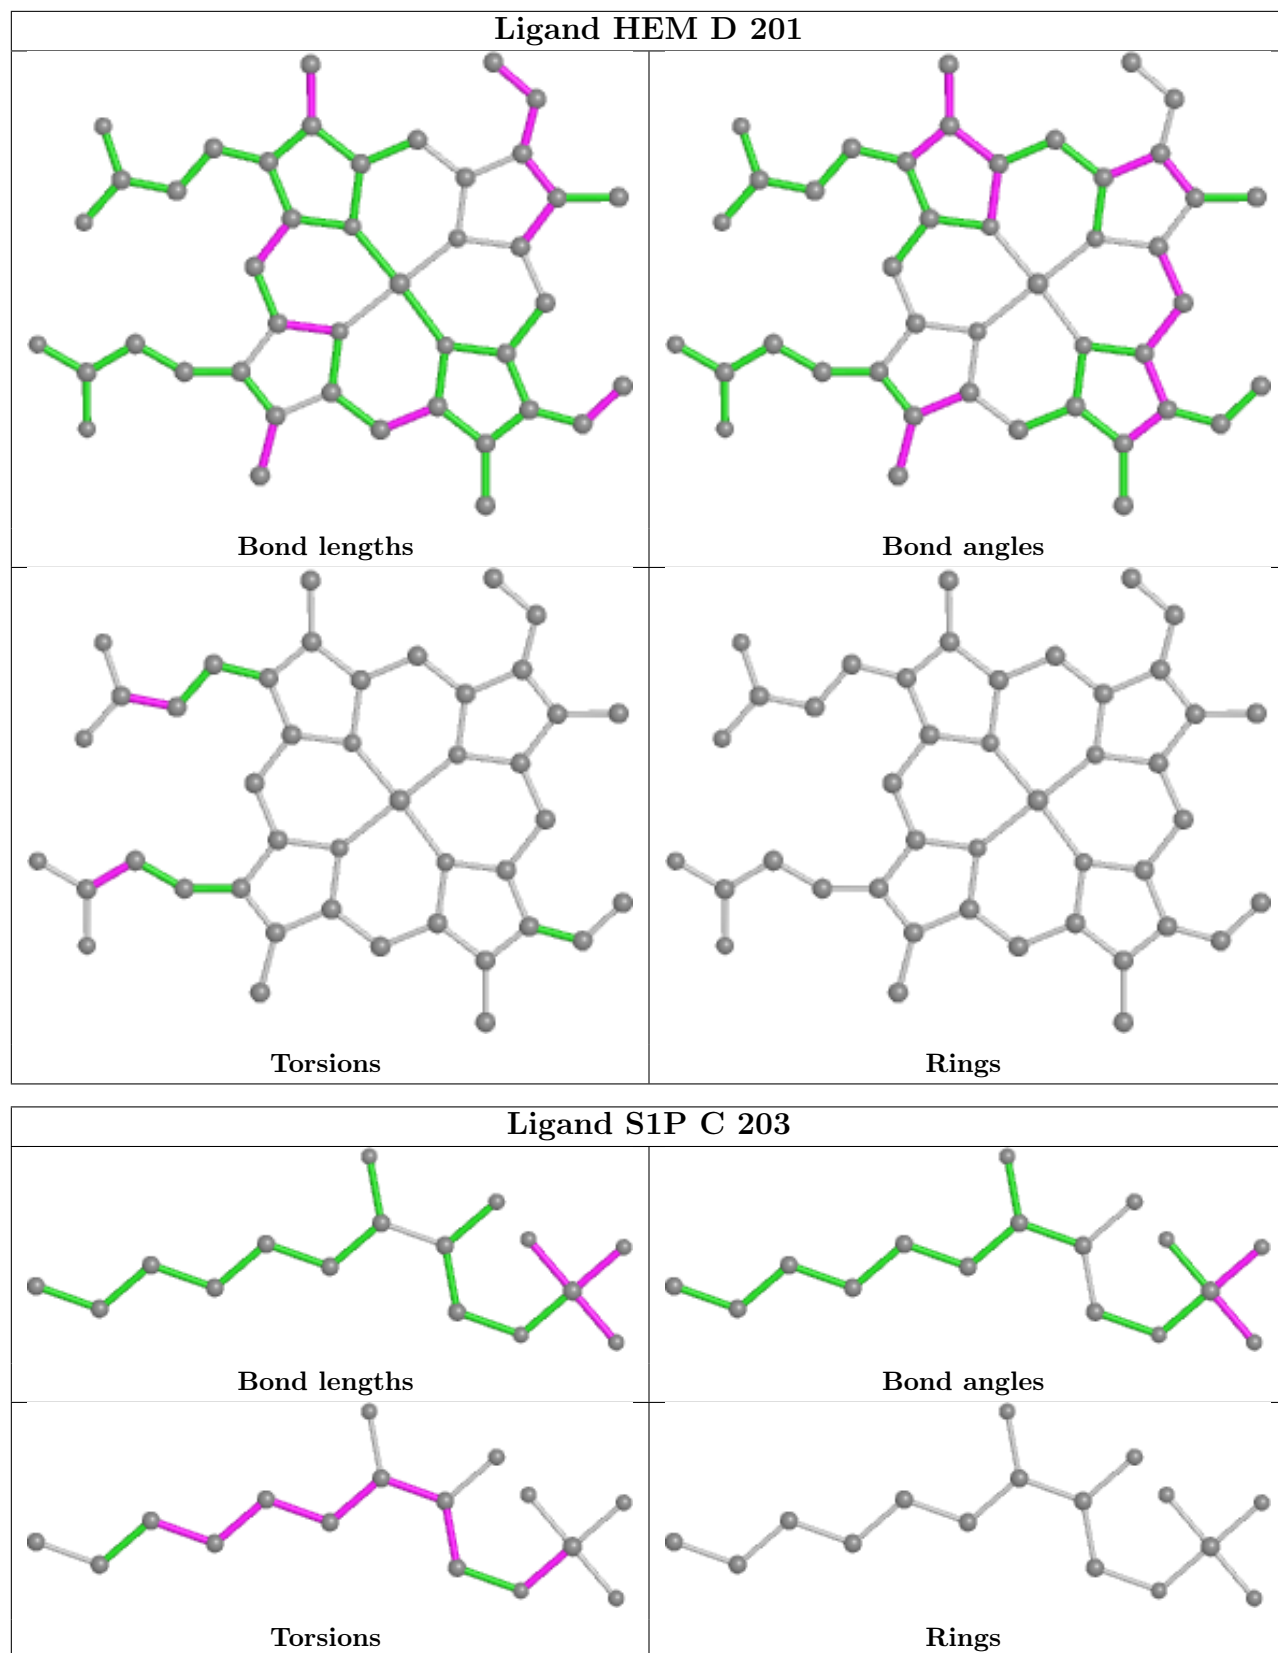 Ligand HEM D 201
Bond lengths
Bond angles
Torsions
Rings
Ligand S1P C 203
Bond lengths
Bond angles
Torsions
Rings